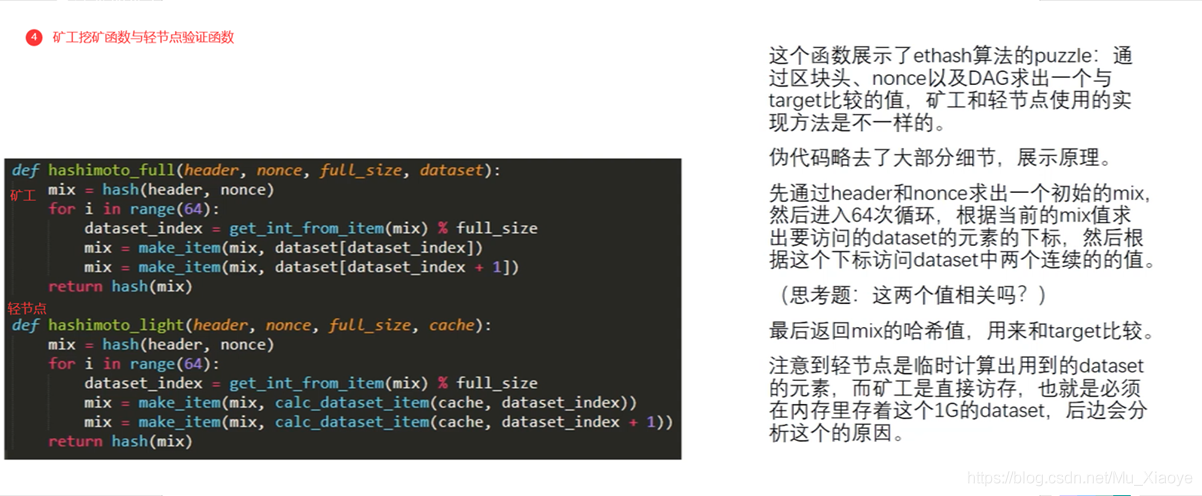 4 矿工挖矿函数与轻节点验证函数
def hashimoto_full(header, nonce, full_size, dataset):
矿工 mix = hash(header, nonce)
for i in range(64):
dataset_index = get_int_from_item(mix) % full_size
mix = make_item(mix, dataset[dataset_index])
mix = make_item(mix, dataset[dataset_index + 1])
return hash(mix)
轻节点
def hashimoto_light(header, nonce, full_size, cache):
mix = hash(header, nonce)
for i in range(64):
dataset_index = get_int_from_item(mix) % full_size
mix = make_item(mix, calc_dataset_item(cache, dataset_index))
mix = make_item(mix, calc_dataset_item(cache, dataset_index + 1))
return hash(mix)
这个函数展示了ethash算法的puzzle：通
过区块头、nonce以及DAG求出一个与
target比较的值，矿工和轻节点使用的实
现方法是不一样的。
伪代码略去了大部分细节，展示原理。
先通过header和nonce求出一个初始的mix,
然后进入64次循环，根据当前的mix值求
出要访问的dataset的元素的下标，然后根
据这个下标访问dataset中两个连续的的值。
（思考题：这两个值相关吗？）
最后返回mix的哈希值，用来和target比较。
注意到轻节点是临时计算出用到的dataset
的元素，而矿工是直接访存，也就是必须
在内存里存着这个1G的dataset，后边会分
析这个的原因。
https://blog.csdn.net/Mu_Xiaoye